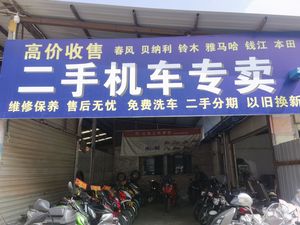 高价收售 春风 贝纳利 铃木 雅马哈 钱江 本田
二手机车专卖
维修保养 售后无忧 免费洗车 二手分期 以旧换新